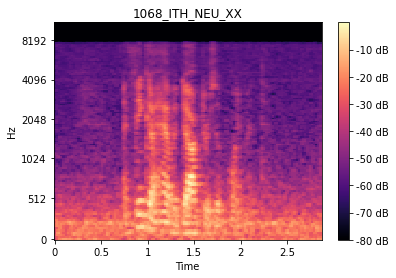 1068_ITH_NEU_XX
8192
4096
2048
1024
512
0
Hz
0
0.5
1
1.5
2
2.5
Time
-10 dB
-20 dB
-30 dB
-40 dB
-50 dB
-60 dB
-70 dB
-80 dB